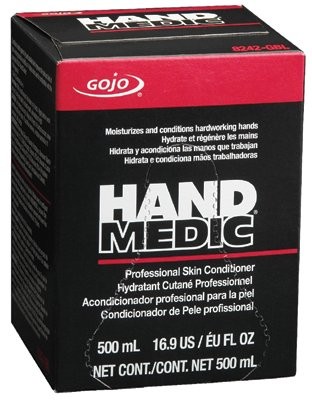 8242-GBL
GOJO
Moisturizes and conditions hardworking hands
Hydrate et régénère les mains
Hidrata y acondiciona las manos que trabajan
Hidrata e condiciona mãos trabalhadoras
HAND
MEDIC®
Professional Skin Conditioner
Hydratant Cutané Professionnel
Acondicionador profesional para la piel
Condicionador de Pele profissional
500 mL 16.9 US / ÉU FL OZ
NET CONT./CONT. NET 500 mL